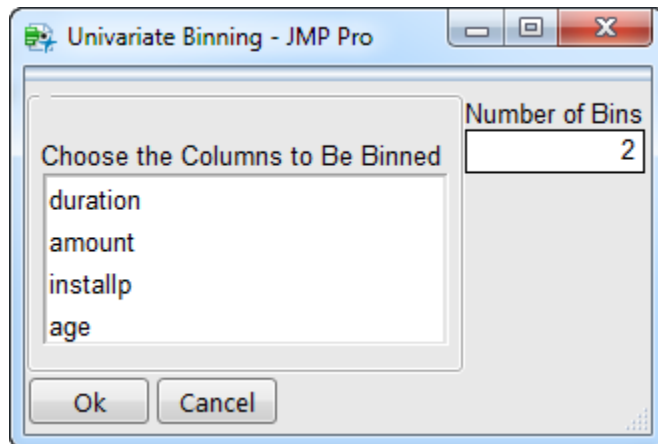 Univariate Binning - JMP Pro
Number of Bins
2
Choose the Columns to Be Binned
duration
amount
installp
age
Ok Cancel